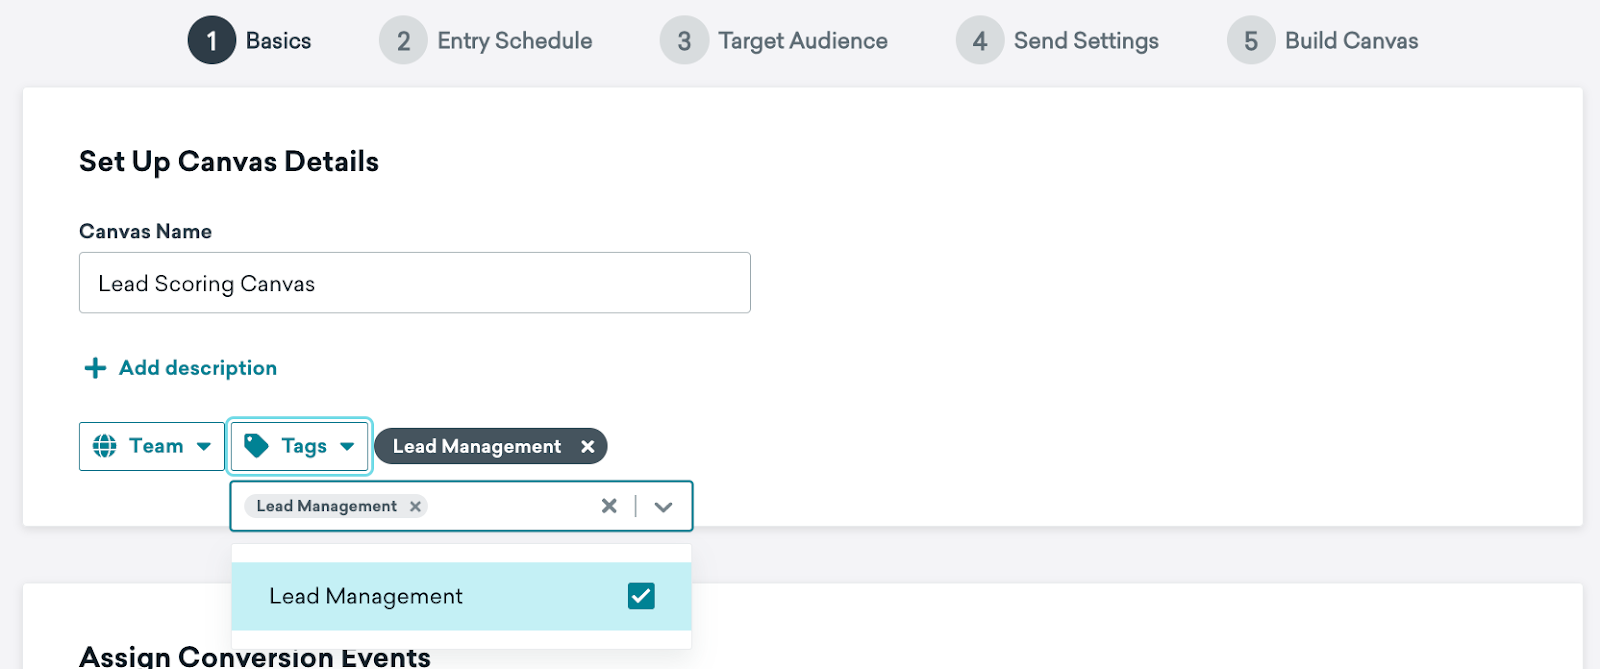 1 Basics 2 Entry Schedule 3 Target Audience 4 Send Settings 5 Build Canvas
Set Up Canvas Details
Canvas Name
Lead Scoring Canvas
Add description
Team Tags Lead Management
Lead Management
Lead Management
Assign Conversion Events